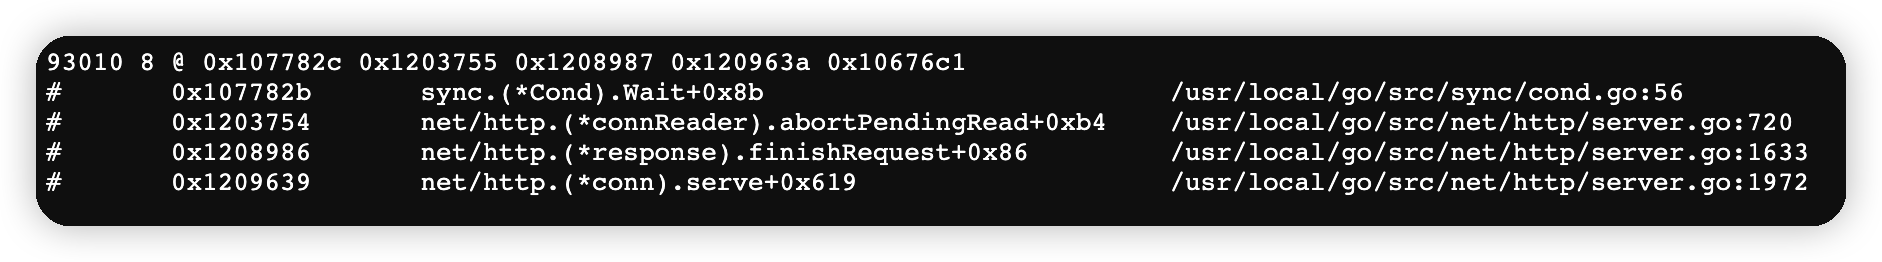 93010 8 @ 0x107782c 0x1203755 0x1208987 0x120963a 0x10676c1
# 0x107782b sync.(*Cond).Wait+0x8b /usr/local/go/src/sync/cond.go:56
# 0x1203754 net/http.(*connReader).abortPendingRead+0xb4 /usr/local/go/src/net/http/server.go:720
# 0x1208986 net/http.(*response).finishRequest+0x86 /usr/local/go/src/net/http/server.go:1633
# 0x1209639 net/http.(*conn).serve+0x619 /usr/local/go/src/net/http/server.go:1972